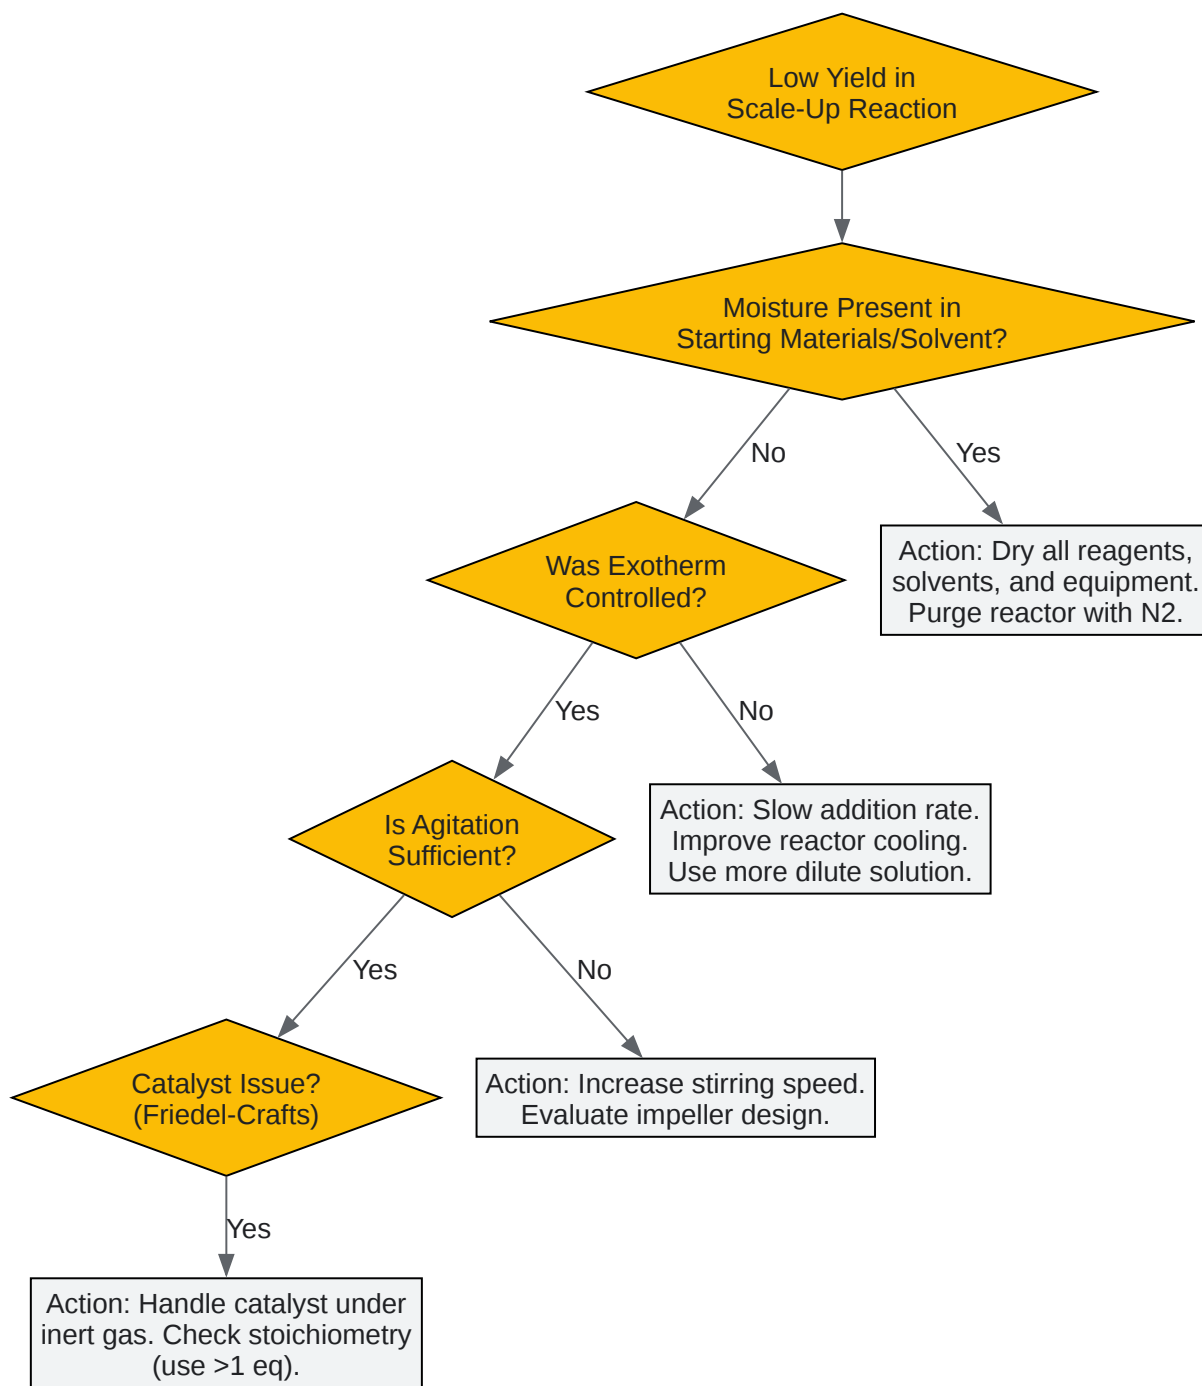 Low Yield in
Scale-Up Reaction
Moisture Present in
Starting Materials/Solvent?
No
Yes
Was Exotherm
Controlled?
Action: Dry all reagents,
solvents, and equipment.
Purge reactor with N2.
Yes
No
Is Agitation
Sufficient?
Action: Slow addition rate.
Improve reactor cooling.
Use more dilute solution.
Yes
No
Catalyst Issue?
(Friedel-Crafts)
Action: Increase stirring speed.
Evaluate impeller design.
Yes
Action: Handle catalyst under
inert gas. Check stoichiometry
(use >1 eq).